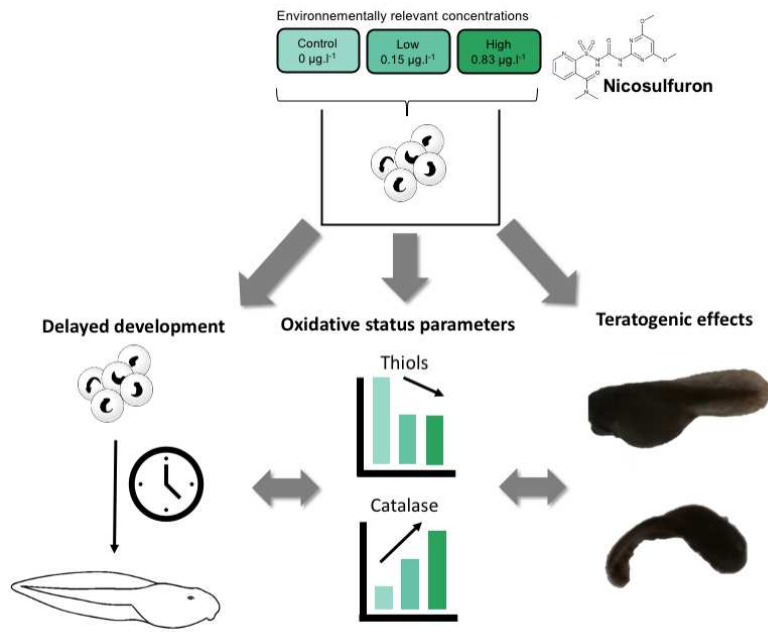 Environnementally relevant concentrations
Control
0 µg.l⁻¹
Low
0.15 µg.l⁻¹
High
0.83 µg.l⁻¹
Nicosulfuron
Delayed development
Oxidative status parameters
Teratogenic effects
Thiols
Catalase